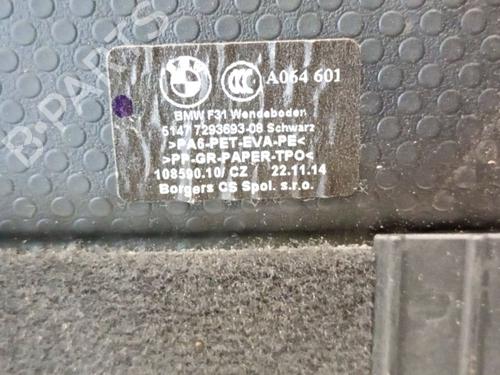 B-PARTS
BMW
CCC A064 601
BMW F31 Wendeboden
5147 7293693-08 Schwarz
>PA6-PET-EVA-PE<
>PP-GR-PAPER-TPO<
108590.10/ CZ 22.11.14
Borgers CS Spol. s.r.o.